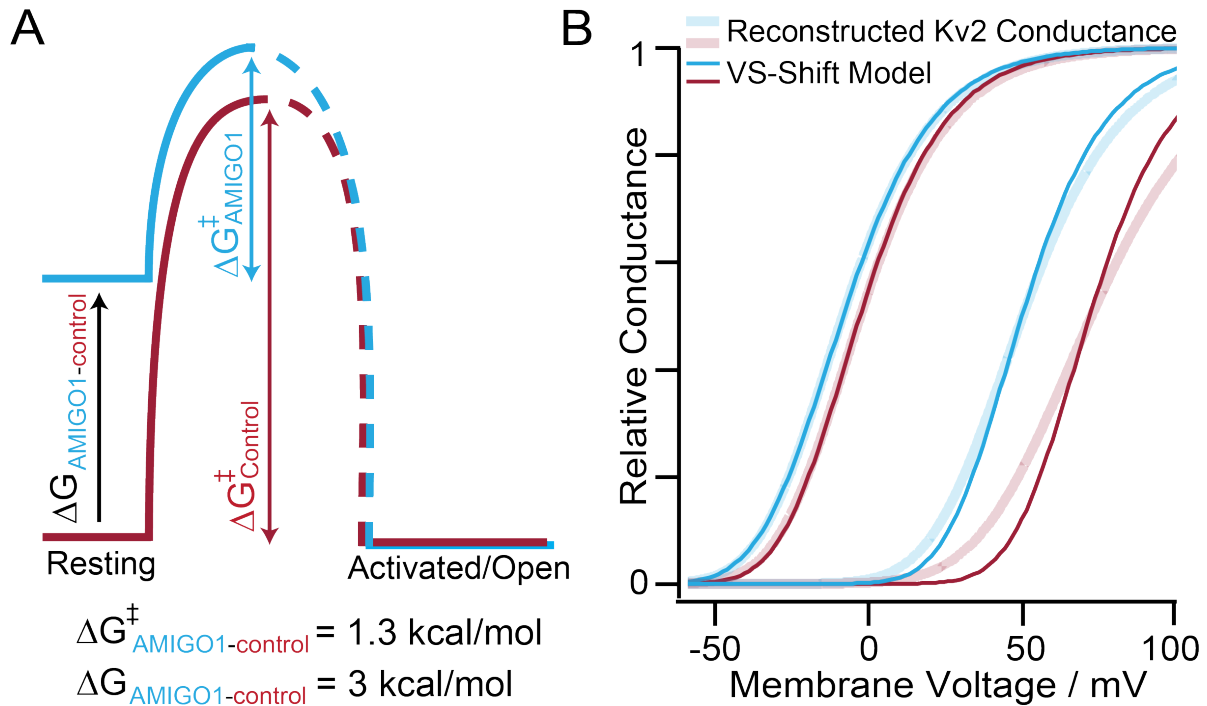 A
ΔG‡AMIGO1
ΔG‡Control
ΔGAMIGO1-control
Resting
Activated/Open
ΔG‡AMIGO1-control = 1.3 kcal/mol
ΔGAMIGO1-control = 3 kcal/mol
B
Reconstructed Kv2 Conductance
VS-Shift Model
Relative Conductance
1
0
-50
0
50
100
Membrane Voltage / mV